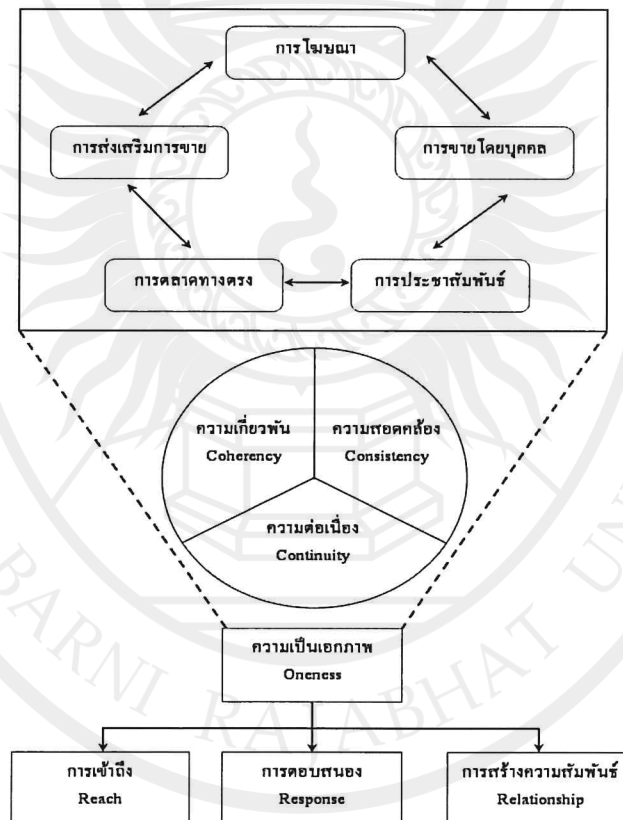 การโฆษณา
การส่งเสริมการขาย
การขายโดยบุคคล
การตลาดทางตรง
การประชาสัมพันธ์
ความเกี่ยวพัน
Coherency
ความสอดคล้อง
Consistency
ความต่อเนื่อง
Continuity
ความเป็นเอกภาพ
Oneness
การเข้าถึง
Reach
การตอบสนอง
Response
การสร้างความสัมพันธ์
Relationship
BARNI RAJABHAT UN